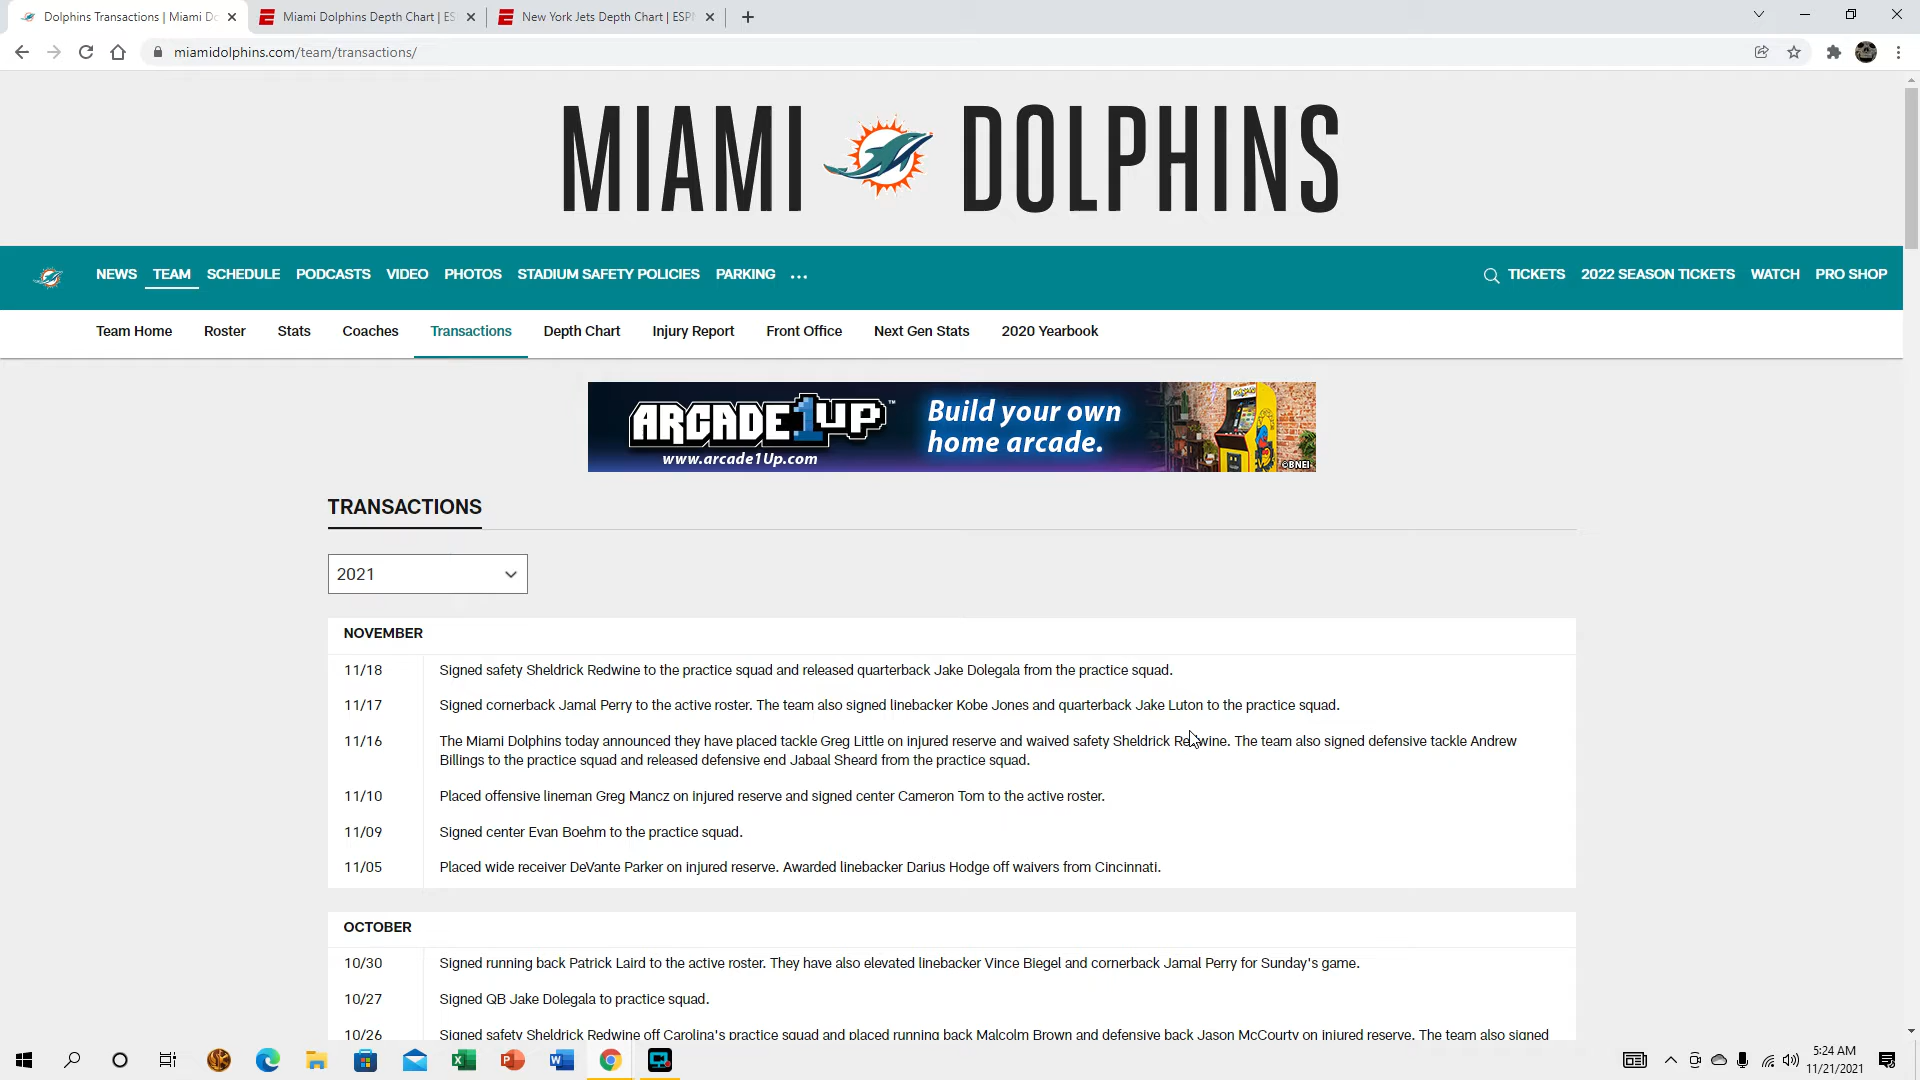 Dolphins Transactions | Miami Do
Miami Dolphins Depth Chart | ES
New York Jets Depth Chart | ESP
miamidolphins.com/team/transactions/
MIAMI DOLPHINS
NEWS TEAM SCHEDULE PODCASTS VIDEO PHOTOS STADIUM SAFETY POLICIES PARKING ... TICKETS 2022 SEASON TICKETS WATCH PRO SHOP
Team Home Roster Stats Coaches Transactions Depth Chart Injury Report Front Office Next Gen Stats 2020 Yearbook
ARCADE1UP™
www.arcade1Up.com
Build your own
home arcade.
©BNEI
TRANSACTIONS
2021
NOVEMBER
11/18 Signed safety Sheldrick Redwine to the practice squad and released quarterback Jake Dolegala from the practice squad.
11/17 Signed cornerback Jamal Perry to the active roster. The team also signed linebacker Kobe Jones and quarterback Jake Luton to the practice squad.
11/16 The Miami Dolphins today announced they have placed tackle Greg Little on injured reserve and waived safety Sheldrick Redwine. The team also signed defensive tackle Andrew
Billings to the practice squad and released defensive end Jabaal Sheard from the practice squad.
11/10 Placed offensive lineman Greg Mancz on injured reserve and signed center Cameron Tom to the active roster.
11/09 Signed center Evan Boehm to the practice squad.
11/05 Placed wide receiver DeVante Parker on injured reserve. Awarded linebacker Darius Hodge off waivers from Cincinnati.
OCTOBER
10/30 Signed running back Patrick Laird to the active roster. They have also elevated linebacker Vince Biegel and cornerback Jamal Perry for Sunday's game.
10/27 Signed QB Jake Dolegala to practice squad.
10/26 Signed safety Sheldrick Redwine off Carolina's practice squad and placed running back Malcolm Brown and defensive back Jason McCourty on injured reserve. The team also signed
5:24 AM
11/21/2021